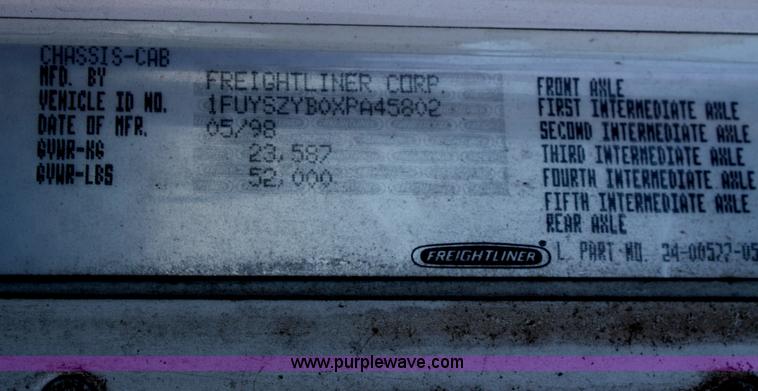 CHASSIS-CAB
MFD. BY FREIGHTLINER CORP.
VEHICLE ID NO. 1FUYSZYB0XPA45802
DATE OF MFR. 05/98
GVWR-KG 23,587
GVWR-LBS 52,000
FRONT AXLE
FIRST INTERMEDIATE AXLE
SECOND INTERMEDIATE AXLE
THIRD INTERMEDIATE AXLE
FOURTH INTERMEDIATE AXLE
FIFTH INTERMEDIATE AXLE
REAR AXLE
FREIGHTLINER L PART NO. 24-00577-05
www.purplewave.com